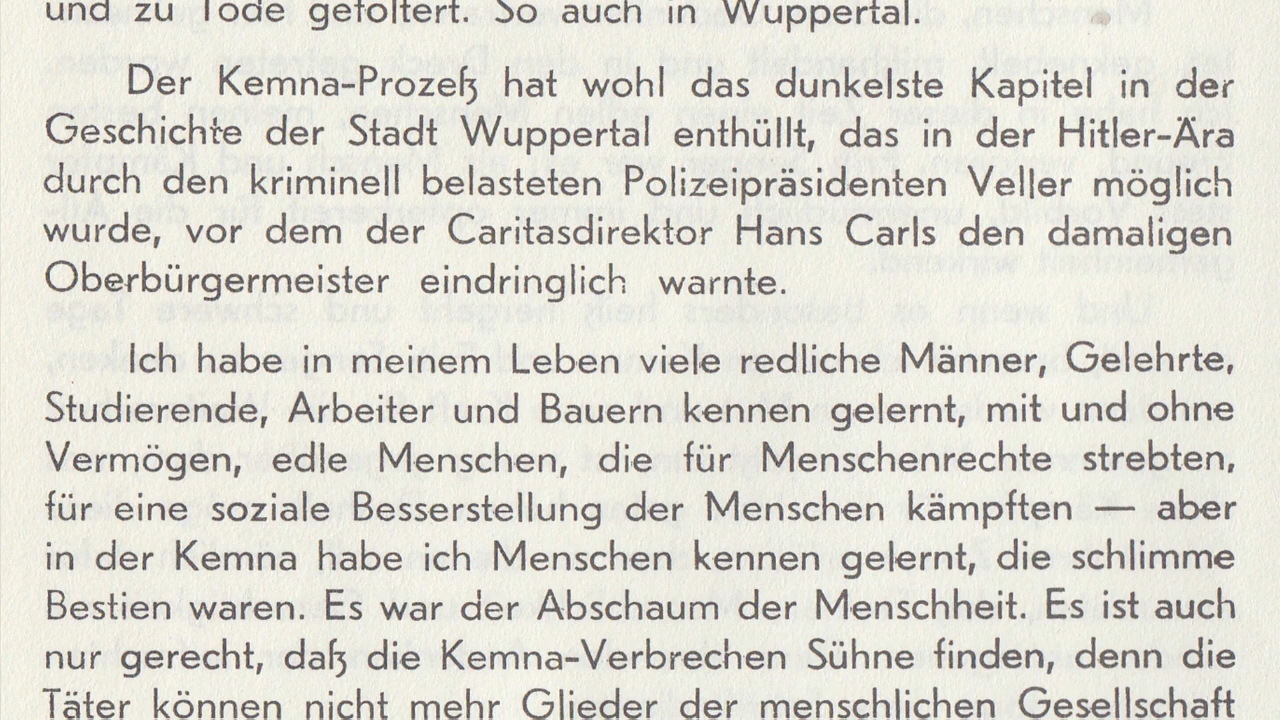 und zu Tode gefoltert. So auch in Wuppertal.
Der Kemna-Prozeß hat wohl das dunkelste Kapitel in der
Geschichte der Stadt Wuppertal enthüllt, das in der Hitler-Ära
durch den kriminell belasteten Polizeipräsidenten Veller möglich
wurde, vor dem der Caritasdirektor Hans Carls den damaligen
Oberbürgermeister eindringlich warnte.
Ich habe in meinem Leben viele redliche Männer, Gelehrte,
Studierende, Arbeiter und Bauern kennen gelernt, mit und ohne
Vermögen, edle Menschen, die für Menschenrechte strebten,
für eine soziale Besserstellung der Menschen kämpften — aber
in der Kemna habe ich Menschen kennen gelernt, die schlimme
Bestien waren. Es war der Abschaum der Menschheit. Es ist auch
nur gerecht, daß die Kemna-Verbrechen Sühne finden, denn die
Täter können nicht mehr Glieder der menschlichen Gesellschaft